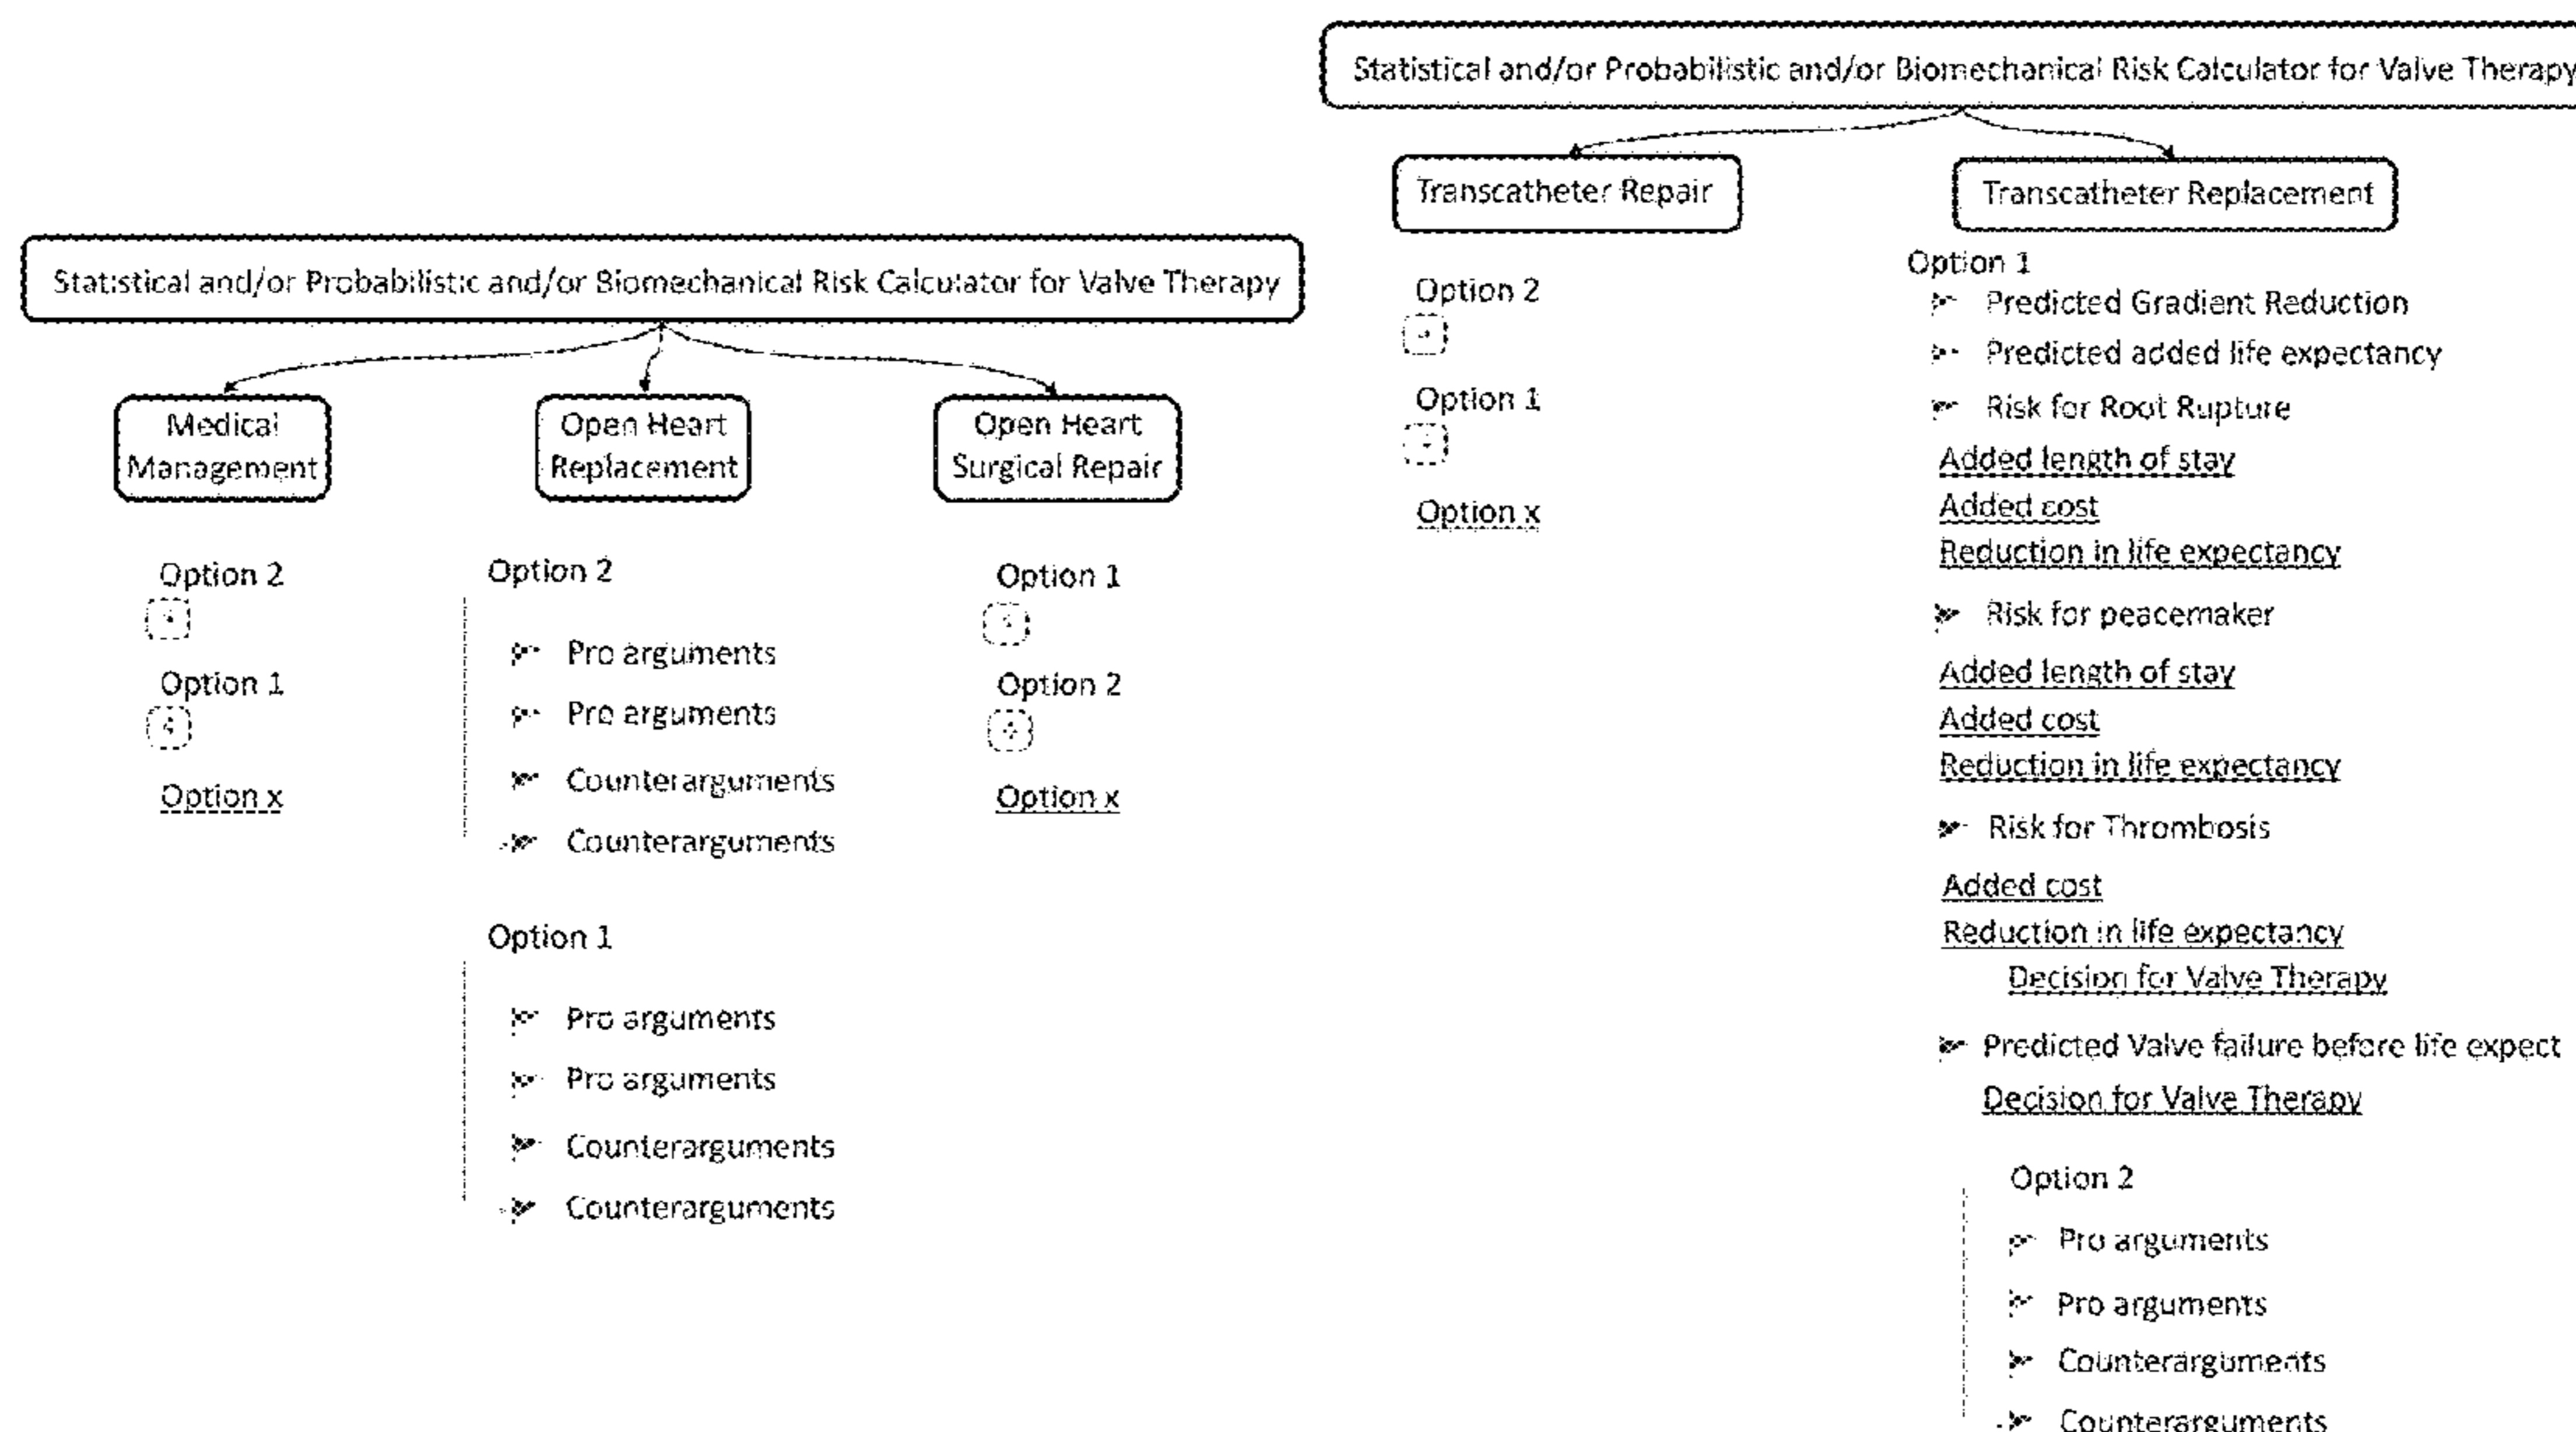 Statistical and/or Probabilistic and/or Biomechanical Risk Calculator for Valve Therapy
Medical
Management
Open Heart
Replacement
Open Heart
Surgical Repair
Option 2
Option 1
Option x
Option 2
Pro arguments
Pro arguments
Counterarguments
Counterarguments
Option 1
Pro arguments
Pro arguments
Counterarguments
Counterarguments
Option 1
Option 2
Option x
Statistical and/or Probabilistic and/or Biomechanical Risk Calculator for Valve Therapy
Transcatheter Repair
Transcatheter Replacement
Option 2
Option 1
Option x
Option 1
Predicted Gradient Reduction
Predicted added life expectancy
Risk for Root Rupture
Added length of stay
Added cost
Reduction in life expectancy
Risk for peacemaker
Added length of stay
Added cost
Reduction in life expectancy
Risk for Thrombosis
Added cost
Reduction in life expectancy
Decision for Valve Therapy
Predicted Valve failure before life expect
Decision for Valve Therapy
Option 2
Pro arguments
Pro arguments
Counterarguments
Counterarguments